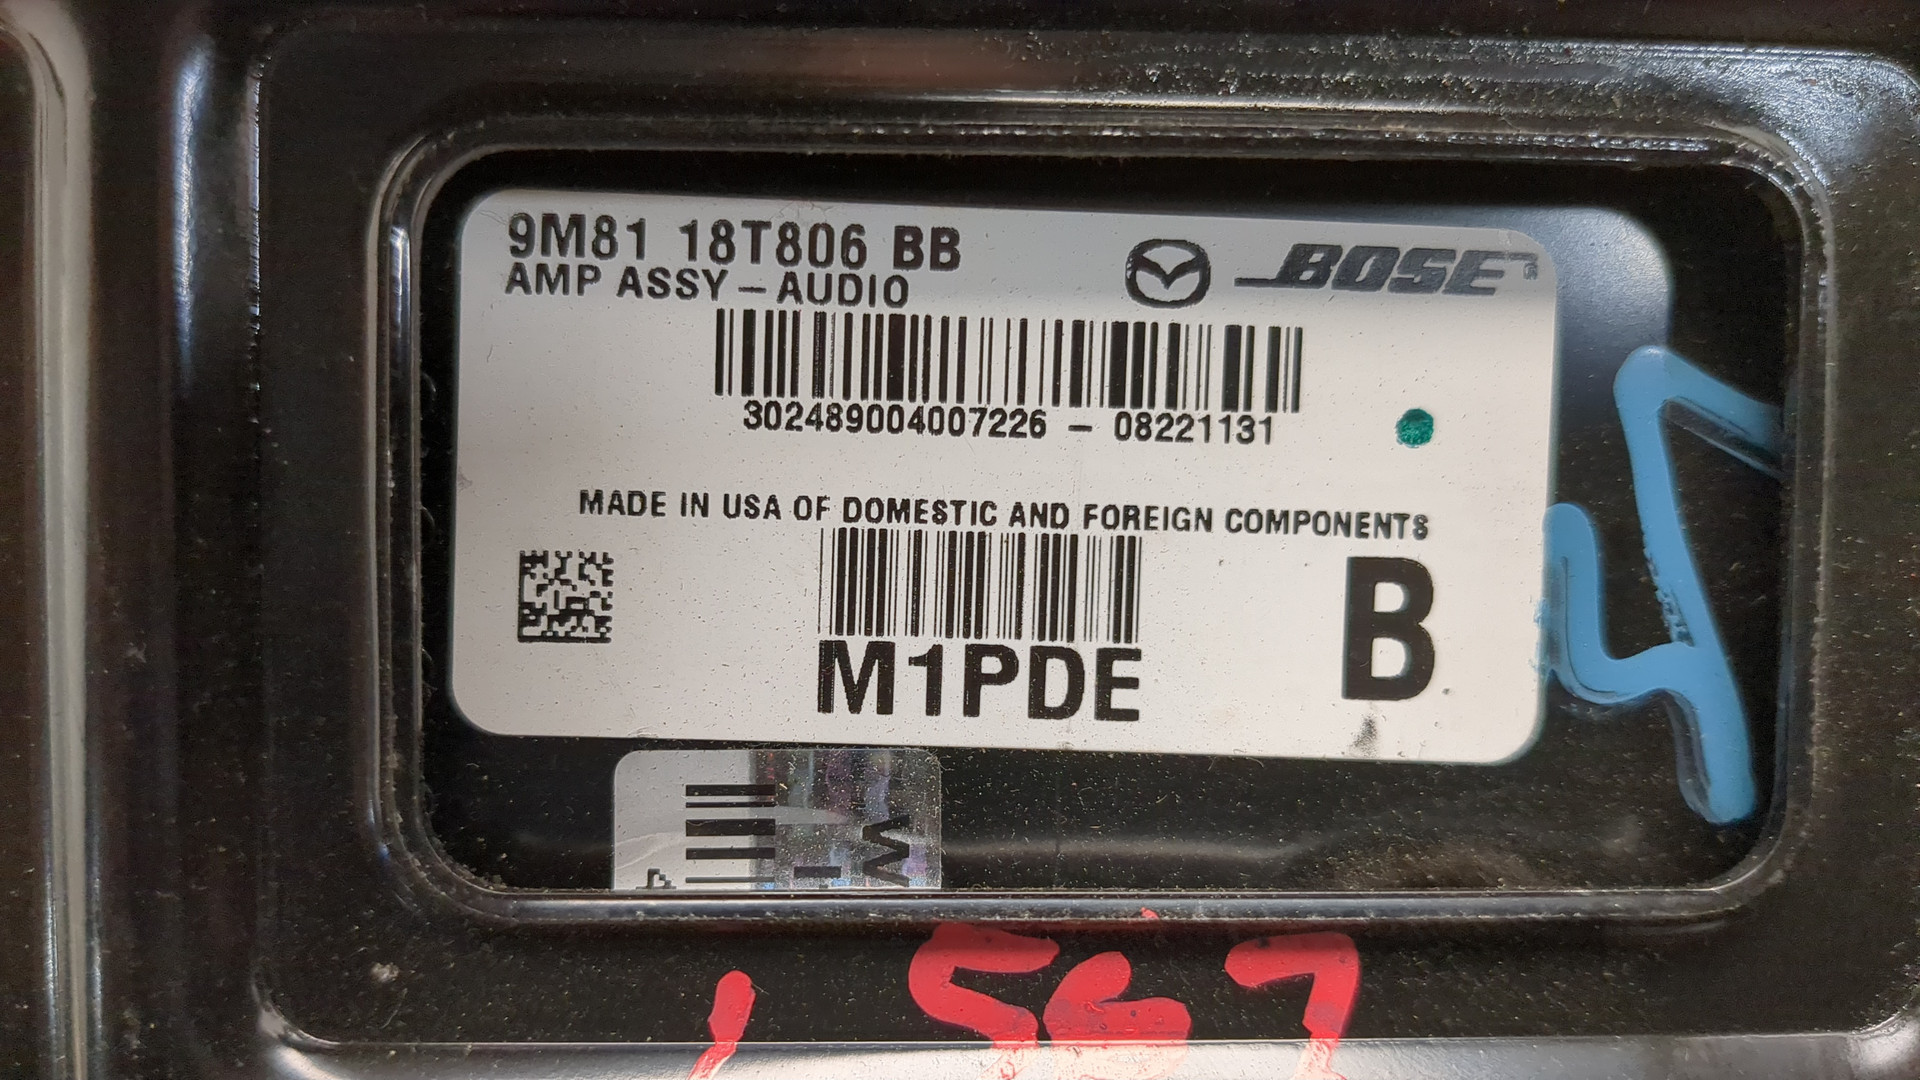 9M81 18T806 BB
AMP ASSY – AUDIO
BOSE
302489004007226 – 08221131
MADE IN USA OF DOMESTIC AND FOREIGN COMPONENTS
M1PDE
B